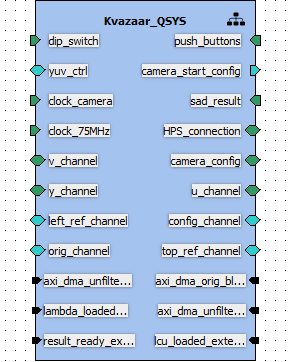 Kvazaar_QSYS
dip_switch push_buttons
yuv_ctrl camera_start_config
clock_camera sad_result
clock_75MHz HPS_connection
v_channel camera_config
y_channel u_channel
left_ref_channel config_channel
orig_channel top_ref_channel
axi_dma_unfilte... axi_dma_orig_bl...
lambda_loaded... axi_dma_unfilte...
result_ready_ex... lcu_loaded_exte...